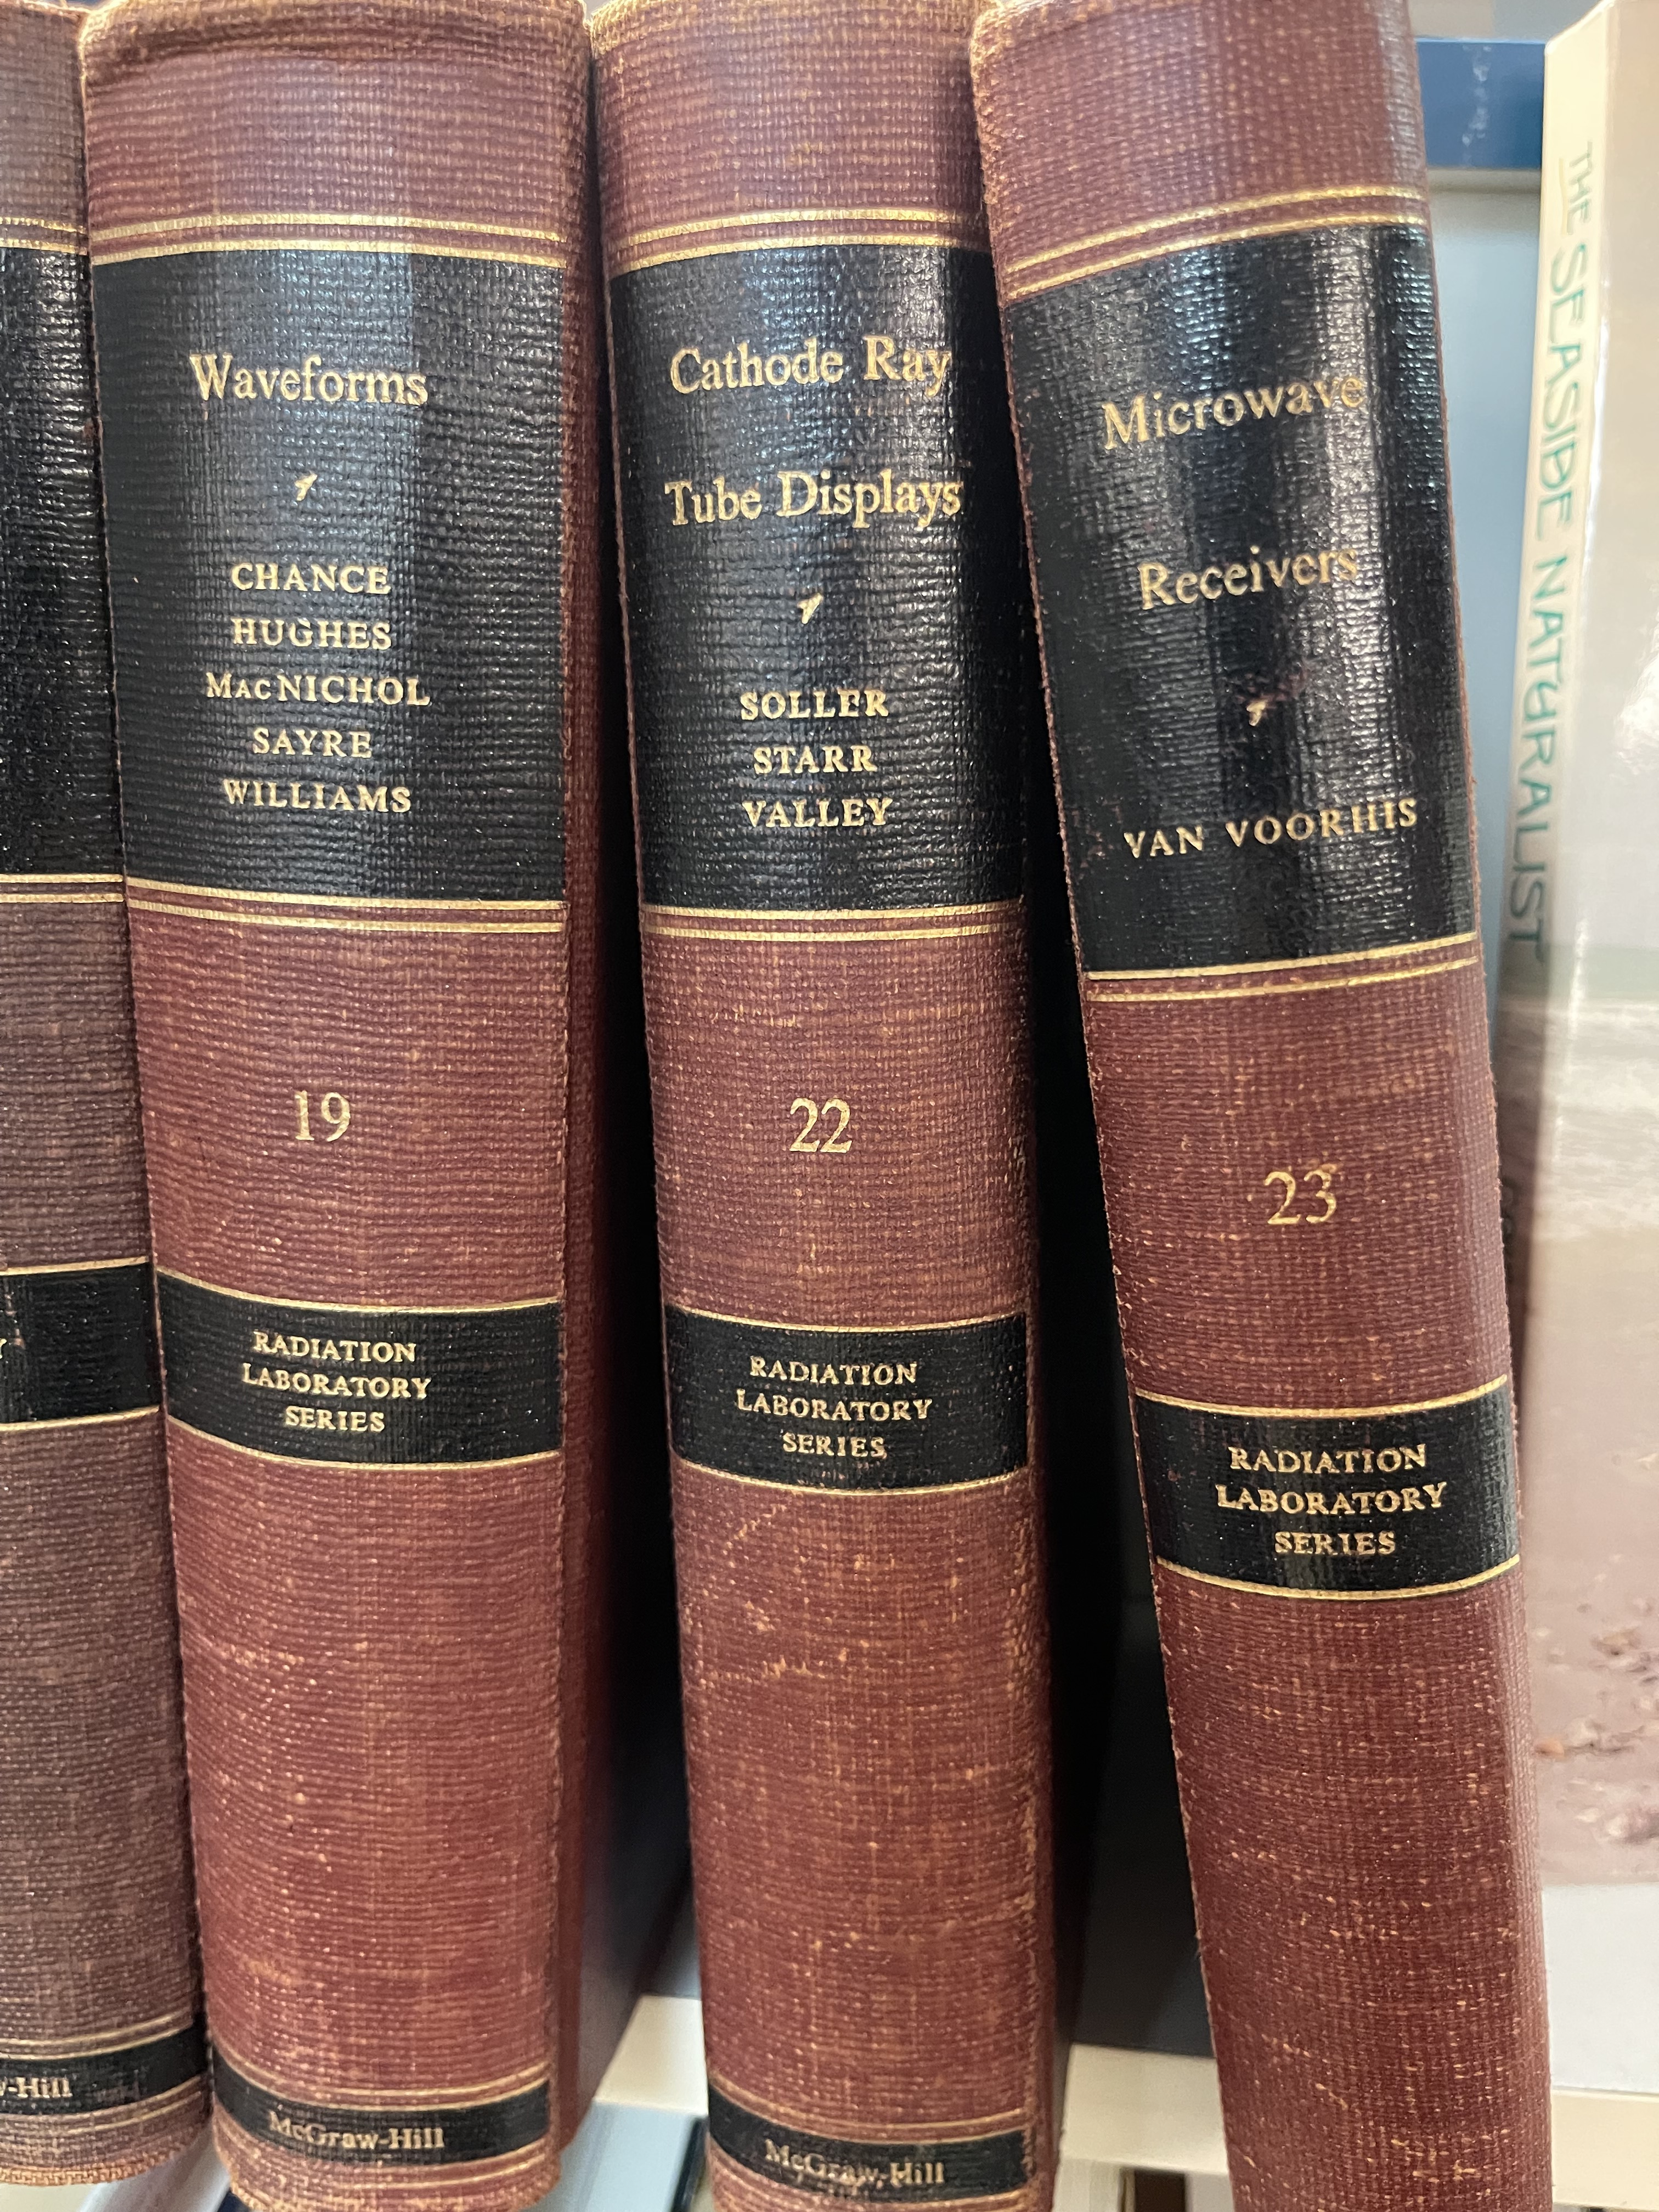 Waveforms
CHANCE
HUGHES
MacNICHOL
SAYRE
WILLIAMS
19
RADIATION
LABORATORY
SERIES
McGraw-Hill
Cathode Ray
Tube Displays
SOLLER
STARR
VALLEY
22
RADIATION
LABORATORY
SERIES
McGraw-Hill
Microwave
Receivers
VAN VOORHIS
23
RADIATION
LABORATORY
SERIES
THE SEASIDE NATURALIST